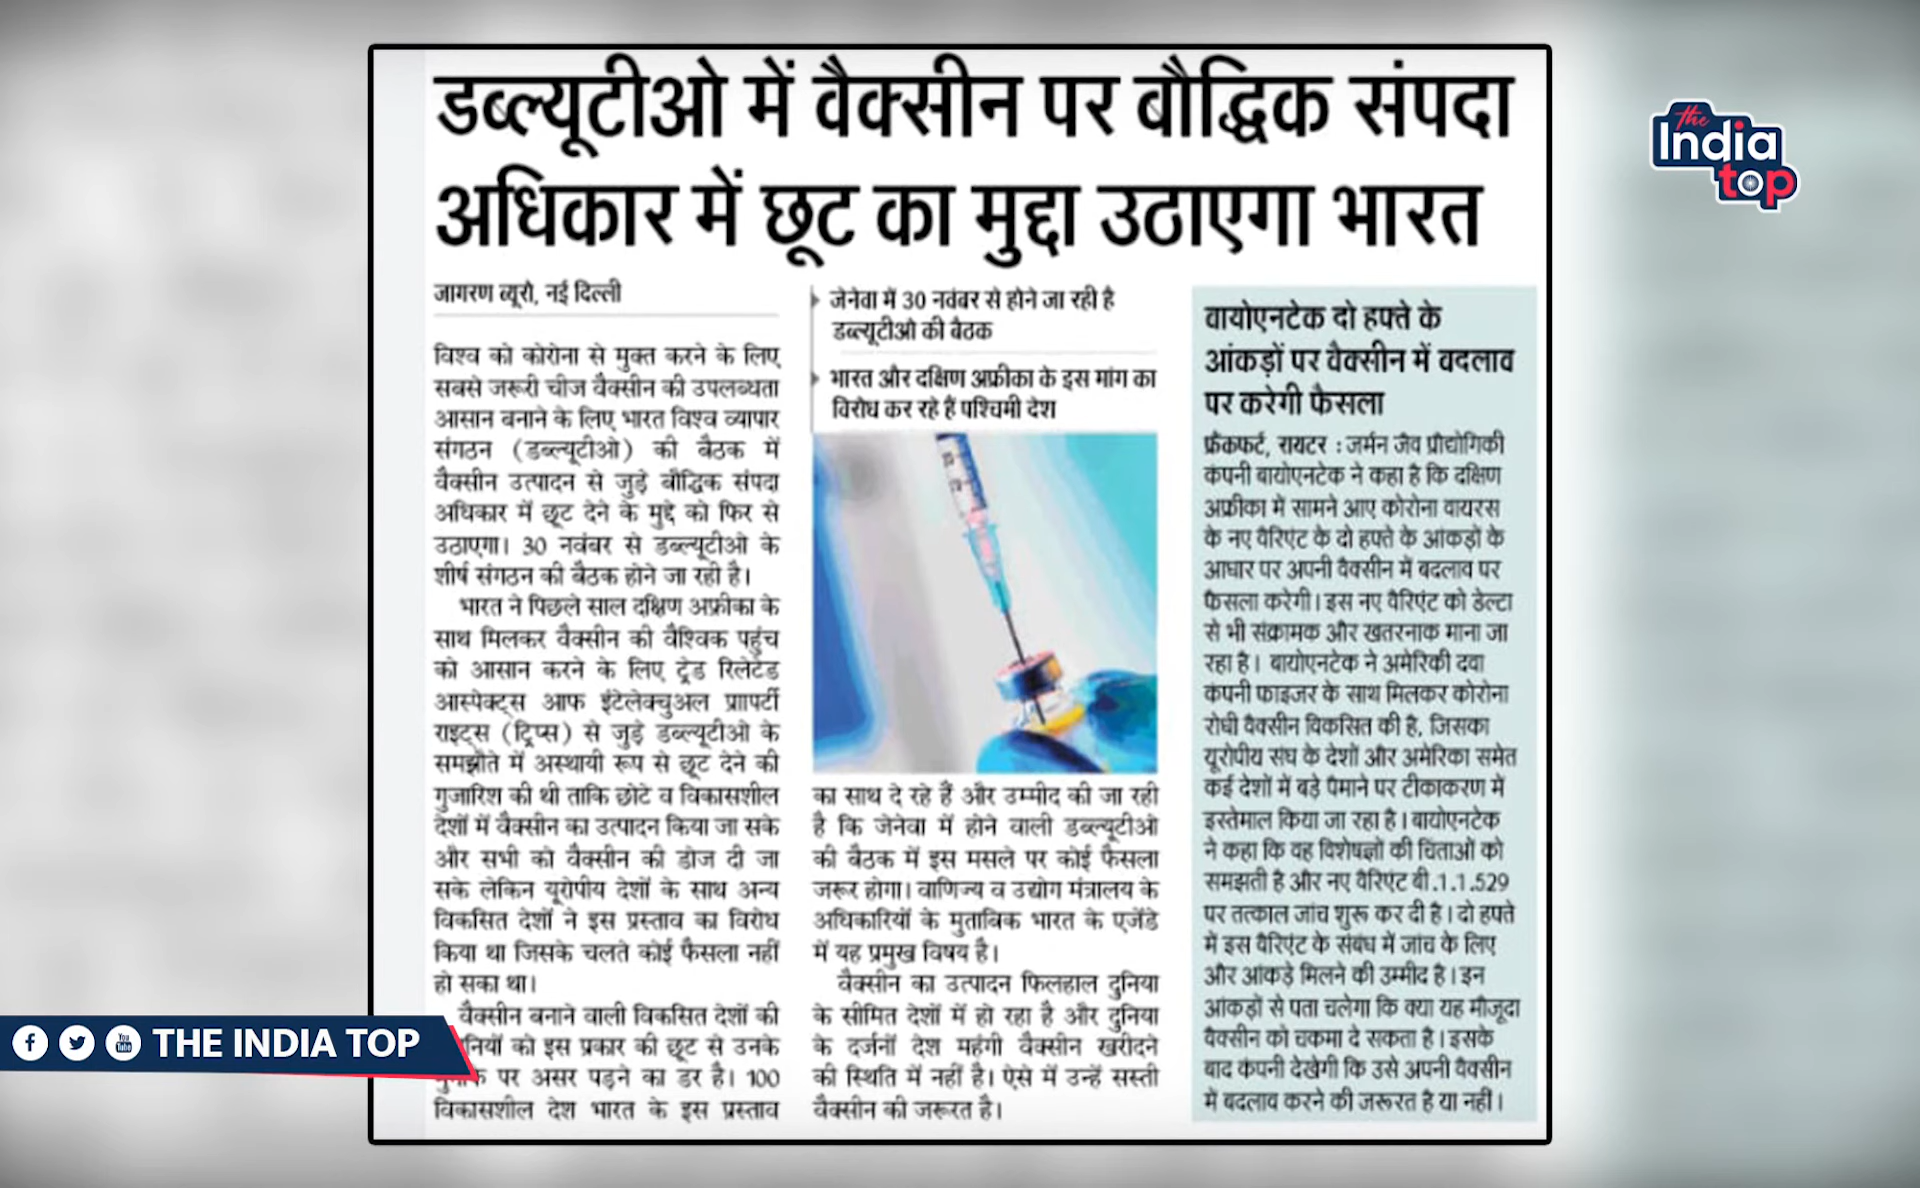 डब्ल्यूटीओ में वैक्सीन पर बौद्धिक संपदा
अधिकार में छूट का मुद्दा उठाएगा भारत
जागरण ब्यूरो, नई दिल्ली
विश्व को कोरोना से मुक्त करने के लिए
सबसे जरूरी चीज वैक्सीन की उपलब्धता
आसान बनाने के लिए भारत विश्व व्यापार
संगठन (डब्ल्यूटीओ) की बैठक में
वैक्सीन उत्पादन से जुड़े बौद्धिक संपदा
अधिकार में छूट देने के मुद्दे को फिर से
उठाएगा। 30 नवंबर से डब्ल्यूटीओ के
शीर्ष संगठन की बैठक होने जा रही है।
भारत ने पिछले साल दक्षिण अफ्रीका के
साथ मिलकर वैक्सीन की वैश्विक पहुंच
को आसान करने के लिए ट्रेड रिलेटेड
आस्पेक्ट्स आफ इंटेलेक्चुअल प्रापर्टी
राइट्स (ट्रिप्स) से जुड़े डब्ल्यूटीओ के
समझौते में अस्थायी रूप से छूट देने की
गुजारिश की थी ताकि छोटे व विकासशील
देशों में वैक्सीन का उत्पादन किया जा सके
और सभी को वैक्सीन की डोज दी जा
सके लेकिन यूरोपीय देशों के साथ अन्य
विकसित देशों ने इस प्रस्ताव का विरोध
किया था जिसके चलते कोई फैसला नहीं
हो सका था।
वैक्सीन बनाने वाली विकसित देशों की
नियों को इस प्रकार की छूट से उनके
पर असर पड़ने का डर है। 100
विकासशील देश भारत के इस प्रस्ताव
जेनेवा में 30 नवंबर से होने जा रही है
डब्ल्यूटीओ की बैठक
भारत और दक्षिण अफ्रीका के इस मांग का
विरोध कर रहे हैं पश्चिमी देश
का साथ दे रहे हैं और उम्मीद की जा रही
है कि जेनेवा में होने वाली डब्ल्यूटीओ
की बैठक में इस मसले पर कोई फैसला
जरूर होगा। वाणिज्य व उद्योग मंत्रालय के
अधिकारियों के मुताबिक भारत के एजेंडे
में यह प्रमुख विषय है।
वैक्सीन का उत्पादन फिलहाल दुनिया
के सीमित देशों में हो रहा है और दुनिया
के दर्जनों देश महंगी वैक्सीन खरीदने
की स्थिति में नहीं है। ऐसे में उन्हें सस्ती
वैक्सीन की जरूरत है।
बायोएनटेक दो हफ्ते के
आंकड़ों पर वैक्सीन में बदलाव
पर करेगी फैसला
फ्रैंकफर्ट, रायटर : जर्मन जैव प्रौद्योगिकी
कंपनी बायोएनटेक ने कहा है कि दक्षिण
अफ्रीका में सामने आए कोरोना वायरस
के नए वैरिएंट के दो हफ्ते के आंकड़ों के
आधार पर अपनी वैक्सीन में बदलाव पर
फैसला करेगी। इस नए वैरिएंट को डेल्टा
से भी संक्रामक और खतरनाक माना जा
रहा है। बायोएनटेक ने अमेरिकी दवा
कंपनी फाइजर के साथ मिलकर कोरोना
रोधी वैक्सीन विकसित की है, जिसका
यूरोपीय संघ के देशों और अमेरिका समेत
कई देशों में बड़े पैमाने पर टीकाकरण में
इस्तेमाल किया जा रहा है। बायोएनटेक
ने कहा कि वह विशेषज्ञों की चिंताओं को
समझती है और नए वैरिएंट बी.1.1.529
पर तत्काल जांच शुरू कर दी है। दो हफ्ते
में इस वैरिएंट के संबंध में जांच के लिए
और आंकड़े मिलने की उम्मीद है। इन
आंकड़ों से पता चलेगा कि क्या यह मौजूदा
वैक्सीन को चकमा दे सकता है। इसके
बाद कंपनी देखेगी कि उसे अपनी वैक्सीन
में बदलाव करने की जरूरत है या नहीं।
the
India
top
THE INDIA TOP